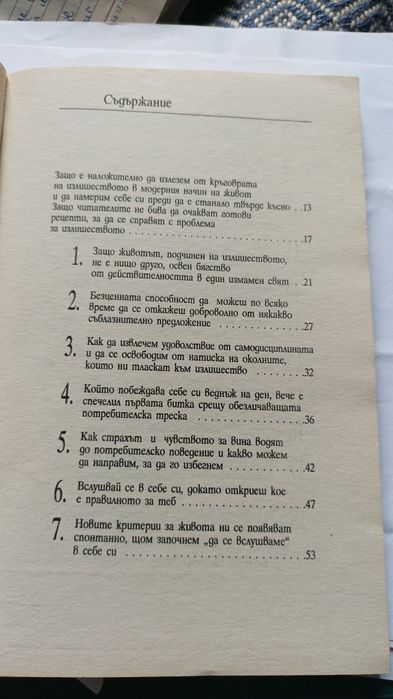 Съдържание
Защо е наложително да излезем от кръговрата
на излишеството в модерния начин на живот
и да намерим себе си преди да е станало твърде късно . .13
Защо читателите не бива да очакват готови
рецепти, за да се справят с проблема
за излишеството . . . . . . . . . . . . . . . . . . . . . . . . . . . . . . .17
1. Защо животът, подчинен на излишеството,
не е нищо друго, освен бягство
от действителността в един измамен свят . .21
2. Безценната способност да можеш по всяко
време да се откажеш доброволно от някакво
съблазнително предложение . . . . . . . . . . . . . .27
3. Как да извлечем удоволствие от самодисциплината
и да се освободим от натиска на околните,
които ни тласкат към излишество . . . . . . . . . .32
4. Който побеждава себе си веднъж на ден, вече е
спечелил първата битка срещу обезличаващата
потребителска треска . . . . . . . . . . . . . . . . . . . .36
5. Как страхът и чувството за вина водят
до потребителско поведение и какво можем
да направим, за да го избегнем . . . . . . . . . . . .42
6. Вслушвай се в себе си, докато откриеш кое
е правилното за теб . . . . . . . . . . . . . . . . . . . . .47
7. Новите критерии за живота ни се появяват
спонтанно, щом започнем „да се вслушваме“
в себе си . . . . . . . . . . . . . . . . . . . . . . . . . . . . . .53